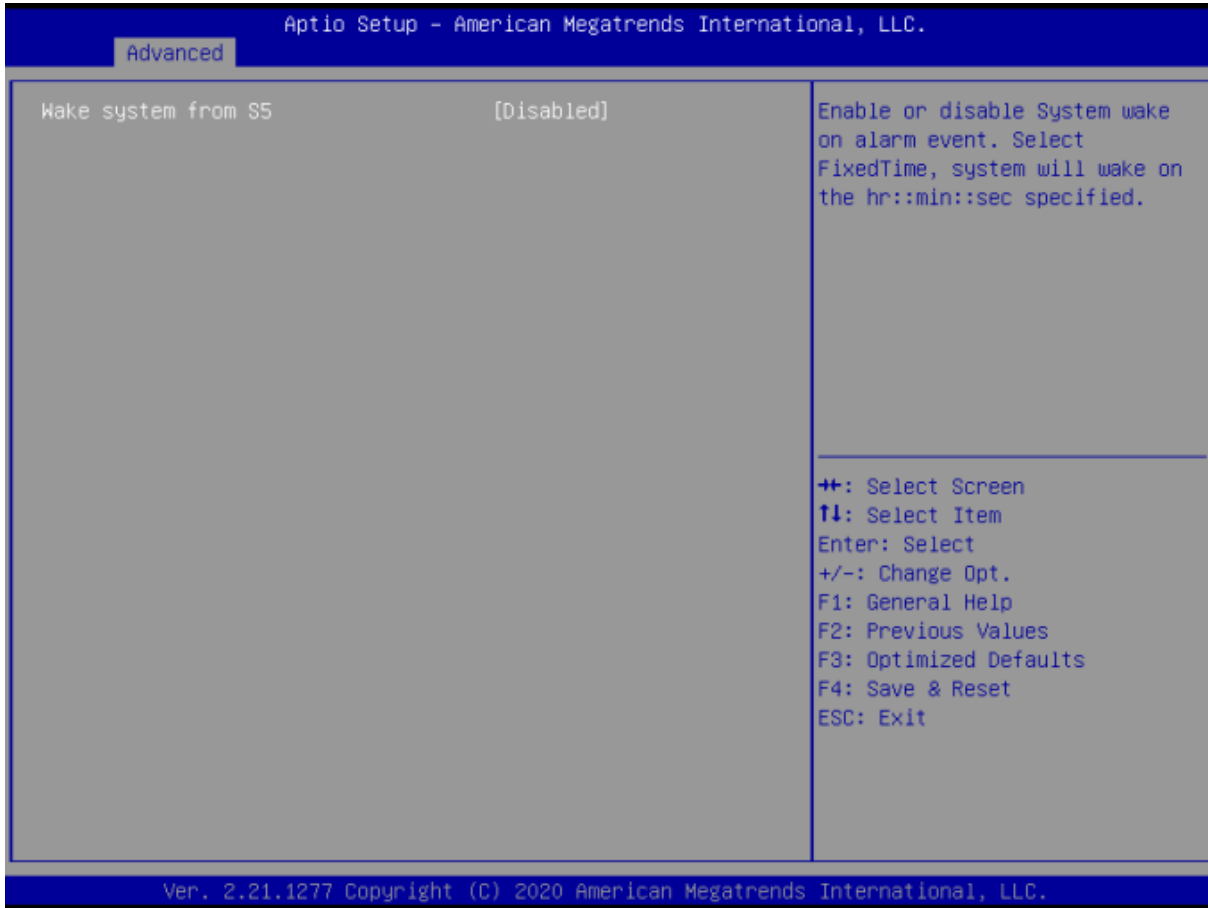 Aptio Setup – American Megatrends International, LLC.
Advanced
Wake system from S5 [Disabled]
Enable or disable System wake
on alarm event. Select
FixedTime, system will wake on
the hr::min::sec specified.
→←: Select Screen
↑↓: Select Item
Enter: Select
+/-: Change Opt.
F1: General Help
F2: Previous Values
F3: Optimized Defaults
F4: Save & Reset
ESC: Exit
Ver. 2.21.1277 Copyright (C) 2020 American Megatrends International, LLC.